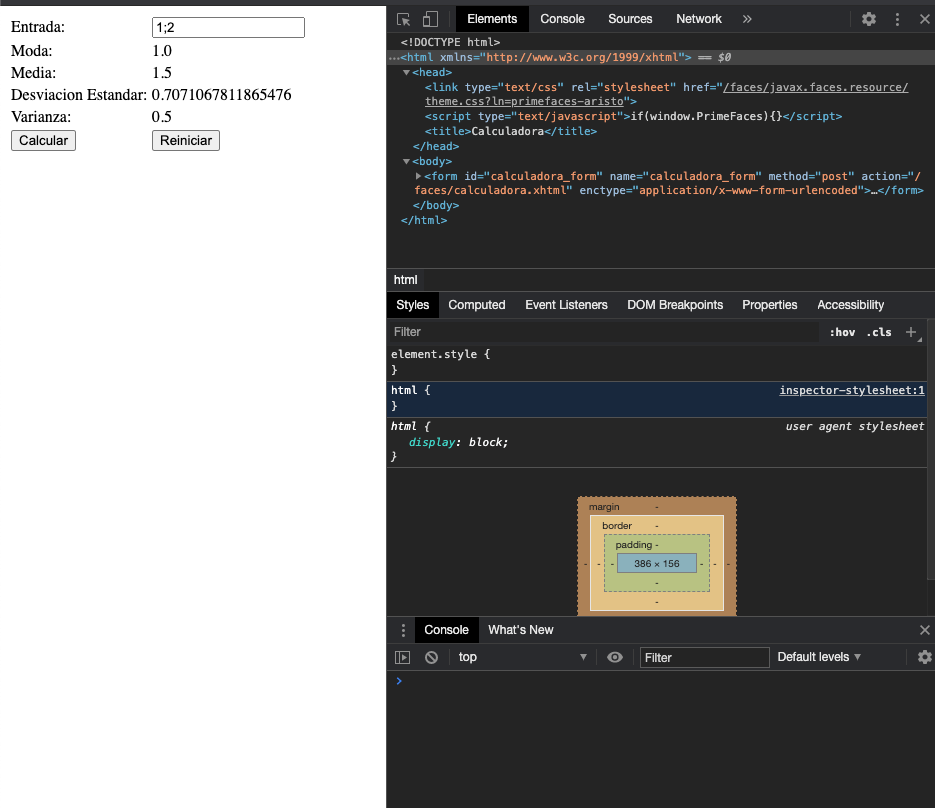 Entrada: 1;2
Moda: 1.0
Media: 1.5
Desviacion Estandar: 0.7071067811865476
Varianza: 0.5
Calcular Reiniciar
Elements Console Sources Network »
<!DOCTYPE html>
…<html xmlns="http://www.w3c.org/1999/xhtml"> == $0
▼<head>
<link type="text/css" rel="stylesheet" href="/faces/javax.faces.resource/
theme.css?ln=primefaces-aristo">
<script type="text/javascript">if(window.PrimeFaces){}</script>
<title>Calculadora</title>
</head>
▼<body>
▶<form id="calculadora_form" name="calculadora_form" method="post" action="/
faces/calculadora.xhtml" enctype="application/x-www-form-urlencoded">…</form>
</body>
</html>
html
Styles Computed Event Listeners DOM Breakpoints Properties Accessibility
Filter :hov .cls +
element.style {
}
html { inspector-stylesheet:1
}
html { user agent stylesheet
display: block;
}
margin -
border -
padding -
- - - 386 × 156 - - -
-
-
Console What's New
top ▼ Filter Default levels ▼
>